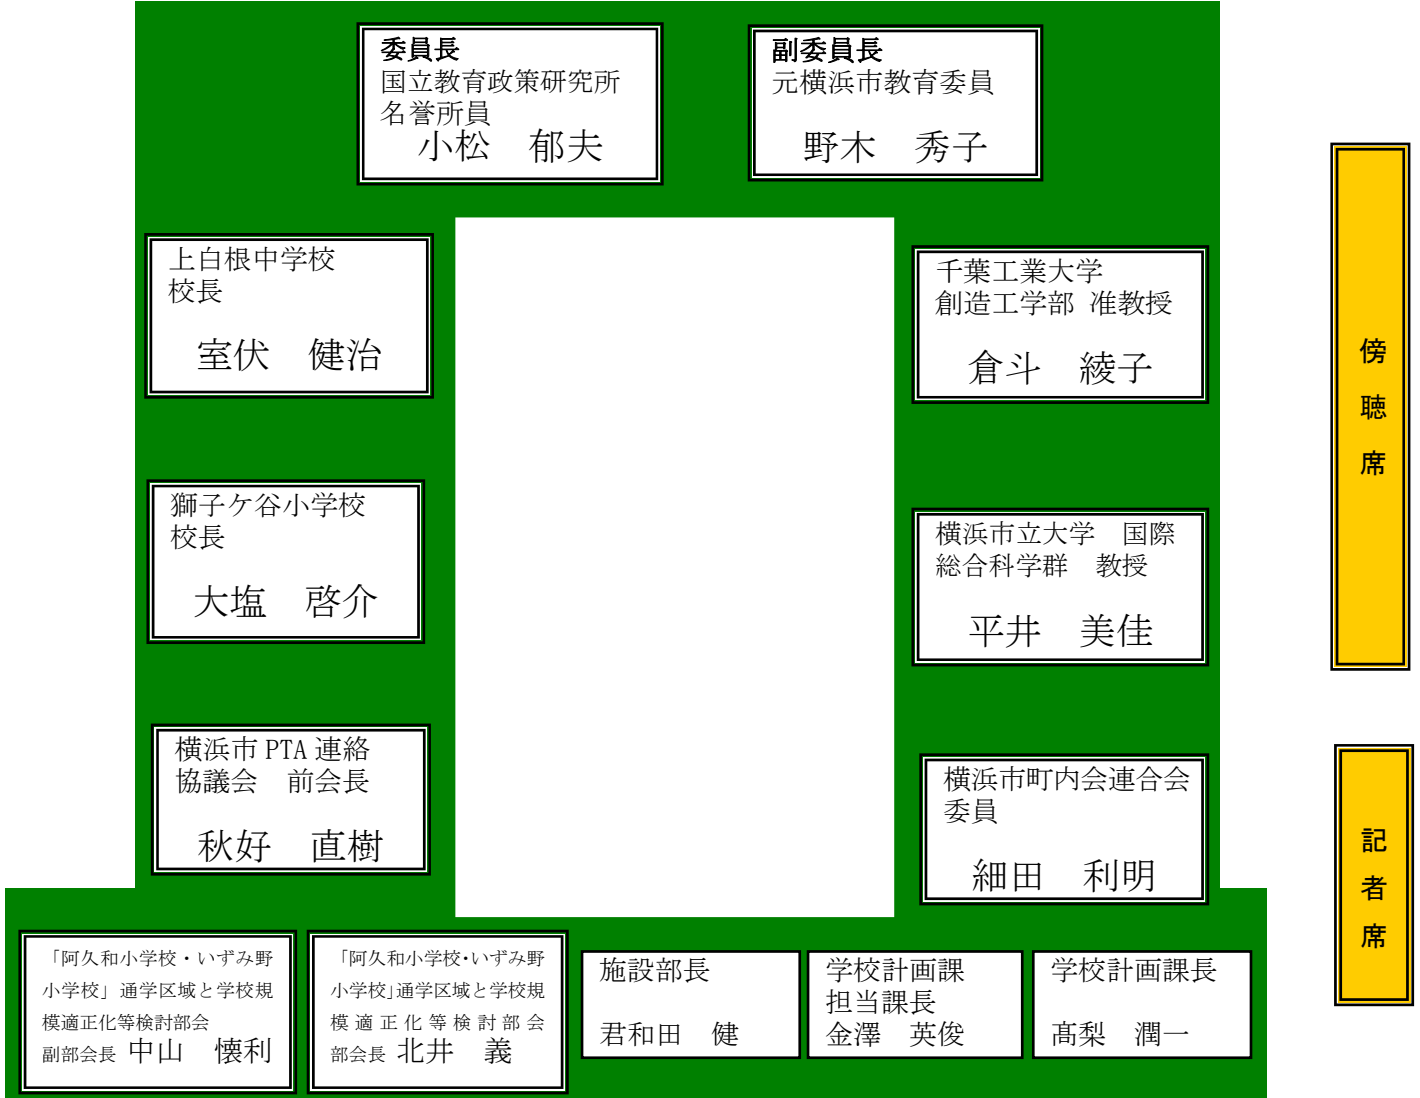 委員長
国立教育政策研究所
名誉所員
小松　郁夫
副委員長
元横浜市教育委員
野木　秀子
上白根中学校
校長
室伏　健治
千葉工業大学
創造工学部 准教授
倉斗　綾子
獅子ケ谷小学校
校長
大塩　啓介
横浜市立大学　国際
総合科学群　教授
平井　美佳
横浜市 PTA 連絡
協議会　前会長
秋好　直樹
横浜市町内会連合会
委員
細田　利明
「阿久和小学校・いずみ野
小学校」通学区域と学校規
模適正化等検討部会
副部会長 中山　懐利
「阿久和小学校・いずみ野
小学校」通学区域と学校規
模適正化等検討部会
部会長 北井　義
施設部長
君和田　健
学校計画課
担当課長
金澤　英俊
学校計画課長
髙梨　潤一
傍聴席
記者席